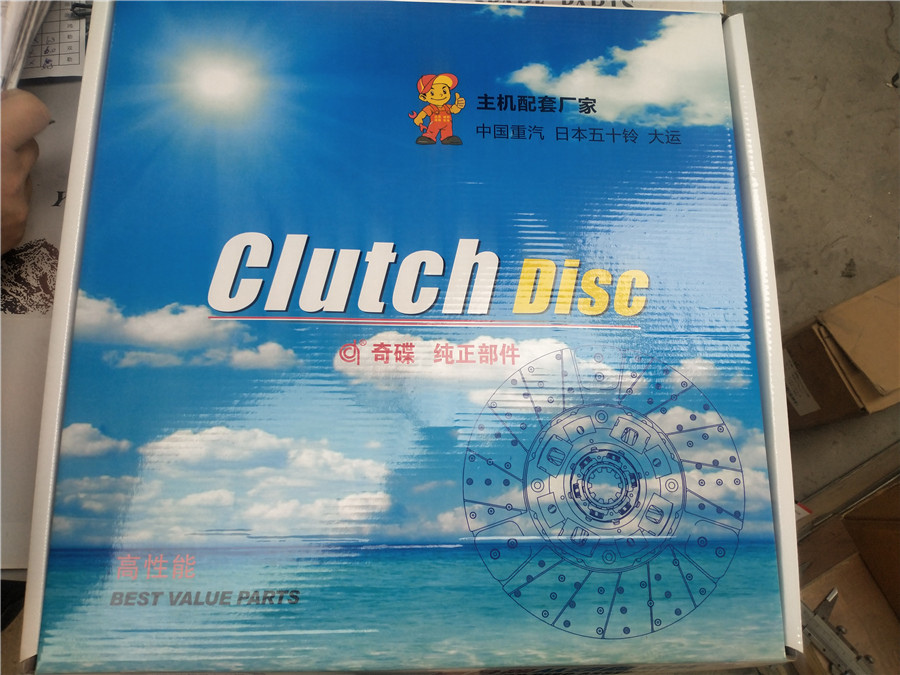 主机配套厂家
中国重汽 日本五十铃 大运
Clutch Disc
奇碟 纯正部件
高性能
BEST VALUE PARTS